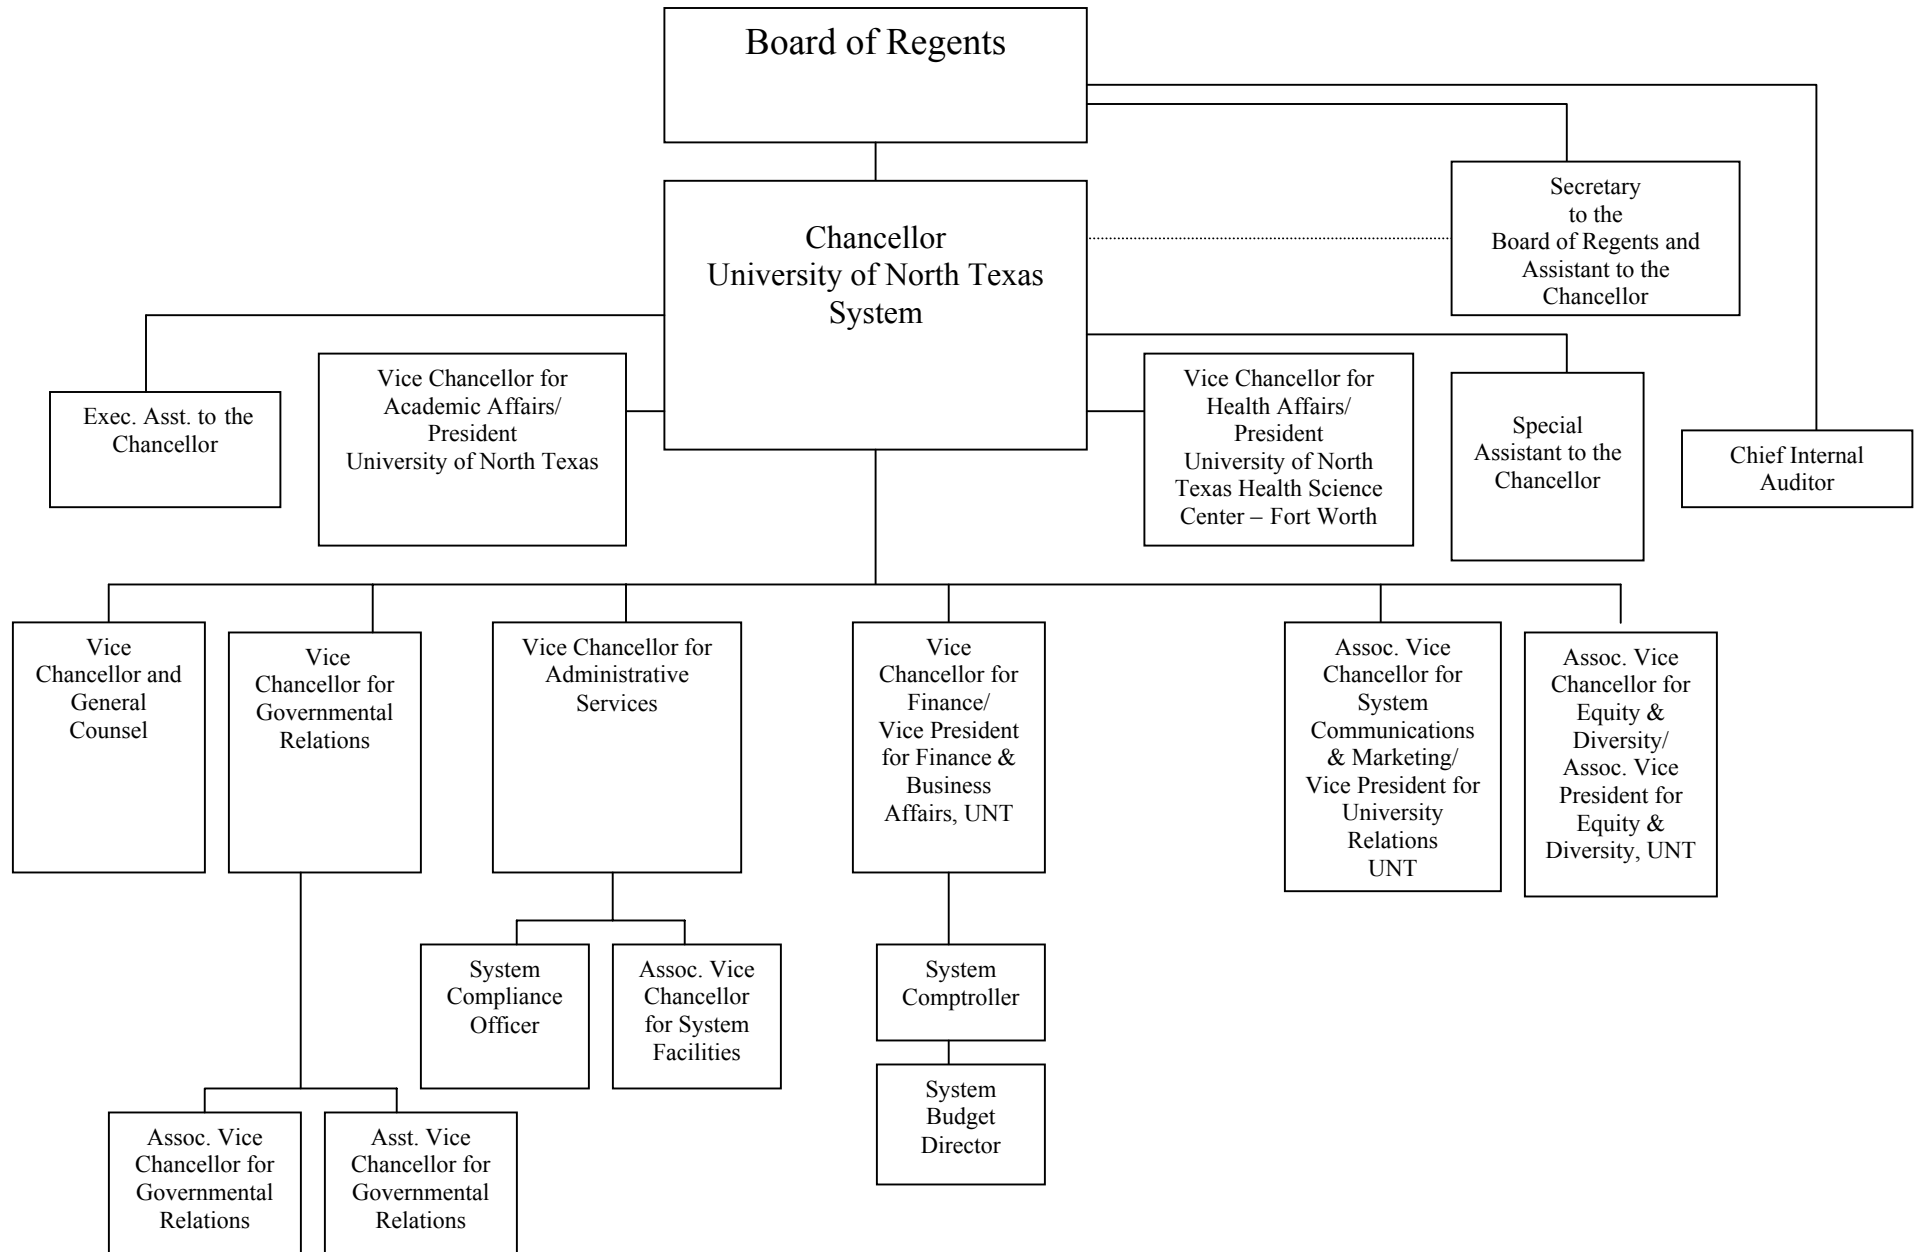 Board of Regents
Secretary
to the
Board of Regents and
Assistant to the
Chancellor
Chancellor
University of North Texas
System
Exec. Asst. to the
Chancellor
Vice Chancellor for
Academic Affairs/
President
University of North Texas
Vice Chancellor for
Health Affairs/
President
University of North
Texas Health Science
Center – Fort Worth
Special
Assistant to the
Chancellor
Chief Internal
Auditor
Vice
Chancellor and
General
Counsel
Vice
Chancellor for
Governmental
Relations
Vice Chancellor for
Administrative
Services
Vice
Chancellor for
Finance/
Vice President
for Finance &
Business
Affairs, UNT
Assoc. Vice
Chancellor for
System
Communications
& Marketing/
Vice President for
University
Relations
UNT
Assoc. Vice
Chancellor for
Equity &
Diversity/
Assoc. Vice
President for
Equity &
Diversity, UNT
System
Compliance
Officer
Assoc. Vice
Chancellor
for System
Facilities
System
Comptroller
System
Budget
Director
Assoc. Vice
Chancellor for
Governmental
Relations
Asst. Vice
Chancellor for
Governmental
Relations